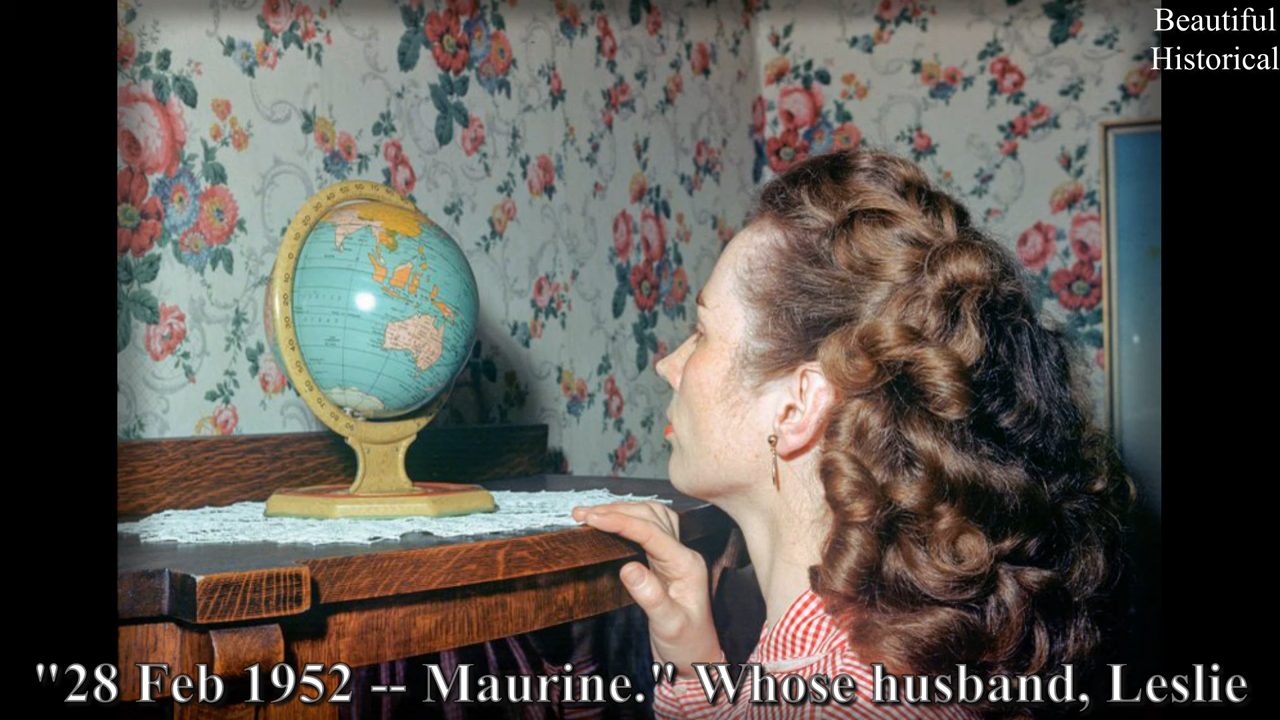 Beautiful
Historical
"28 Feb 1952 -- Maurine." Whose husband, Leslie